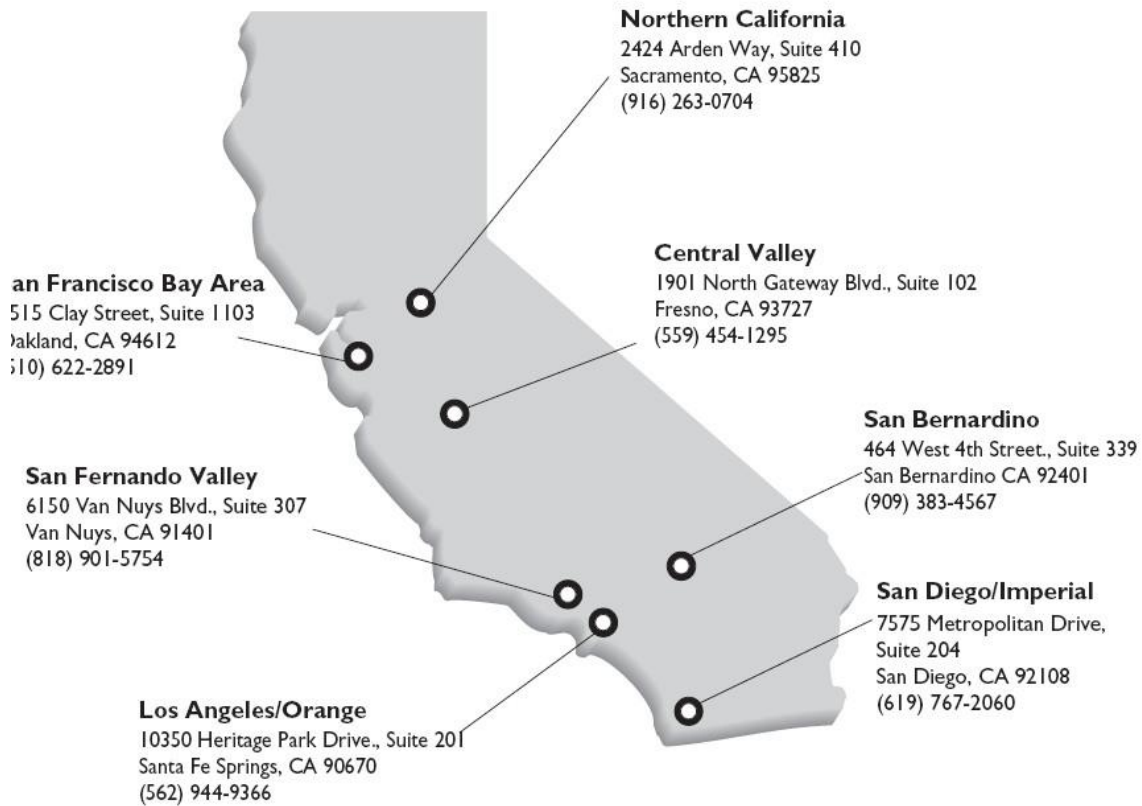 Northern California
2424 Arden Way, Suite 410
Sacramento, CA 95825
(916) 263-0704
Central Valley
1901 North Gateway Blvd., Suite 102
Fresno, CA 93727
(559) 454-1295
an Francisco Bay Area
515 Clay Street, Suite 1103
Oakland, CA 94612
510) 622-2891
San Bernardino
464 West 4th Street., Suite 339
San Bernardino CA 92401
(909) 383-4567
San Fernando Valley
6150 Van Nuys Blvd., Suite 307
Van Nuys, CA 91401
(818) 901-5754
San Diego/Imperial
7575 Metropolitan Drive,
Suite 204
San Diego, CA 92108
(619) 767-2060
Los Angeles/Orange
10350 Heritage Park Drive., Suite 201
Santa Fe Springs, CA 90670
(562) 944-9366